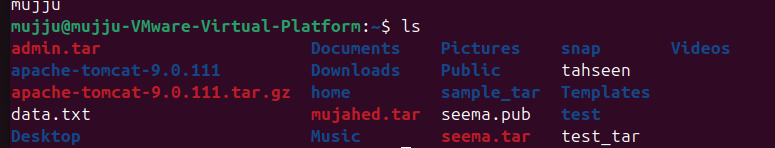 mujju
mujju@mujju-VMware-Virtual-Platform:~$ ls
admin.tar Documents Pictures snap Videos
apache-tomcat-9.0.111 Downloads Public tahseen
apache-tomcat-9.0.111.tar.gz home sample_tar Templates
data.txt mujahed.tar seema.pub test
Desktop Music seema.tar test_tar